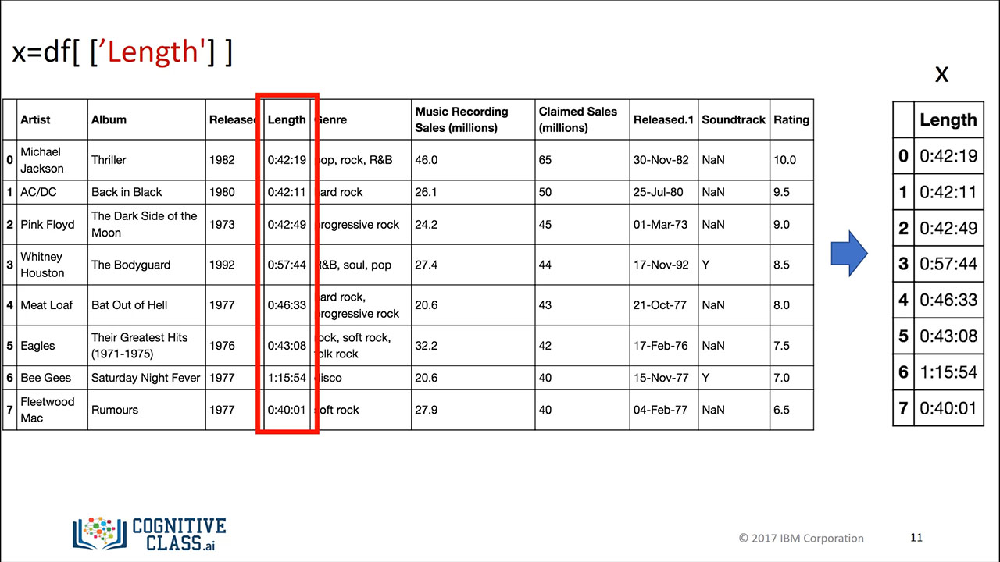 x=df[ [’Length'] ]
x
Artist Album Released Length Genre Music Recording Sales (millions) Claimed Sales (millions) Released.1 Soundtrack Rating
0 Michael Jackson Thriller 1982 0:42:19 pop, rock, R&B 46.0 65 30-Nov-82 NaN 10.0
1 AC/DC Back in Black 1980 0:42:11 hard rock 26.1 50 25-Jul-80 NaN 9.5
2 Pink Floyd The Dark Side of the Moon 1973 0:42:49 progressive rock 24.2 45 01-Mar-73 NaN 9.0
3 Whitney Houston The Bodyguard 1992 0:57:44 R&B, soul, pop 27.4 44 17-Nov-92 Y 8.5
4 Meat Loaf Bat Out of Hell 1977 0:46:33 hard rock, progressive rock 20.6 43 21-Oct-77 NaN 8.0
5 Eagles Their Greatest Hits (1971-1975) 1976 0:43:08 rock, soft rock, folk rock 32.2 42 17-Feb-76 NaN 7.5
6 Bee Gees Saturday Night Fever 1977 1:15:54 disco 20.6 40 15-Nov-77 Y 7.0
7 Fleetwood Mac Rumours 1977 0:40:01 soft rock 27.9 40 04-Feb-77 NaN 6.5
Length
0 0:42:19
1 0:42:11
2 0:42:49
3 0:57:44
4 0:46:33
5 0:43:08
6 1:15:54
7 0:40:01
COGNITIVE
CLASS.ai
© 2017 IBM Corporation
11